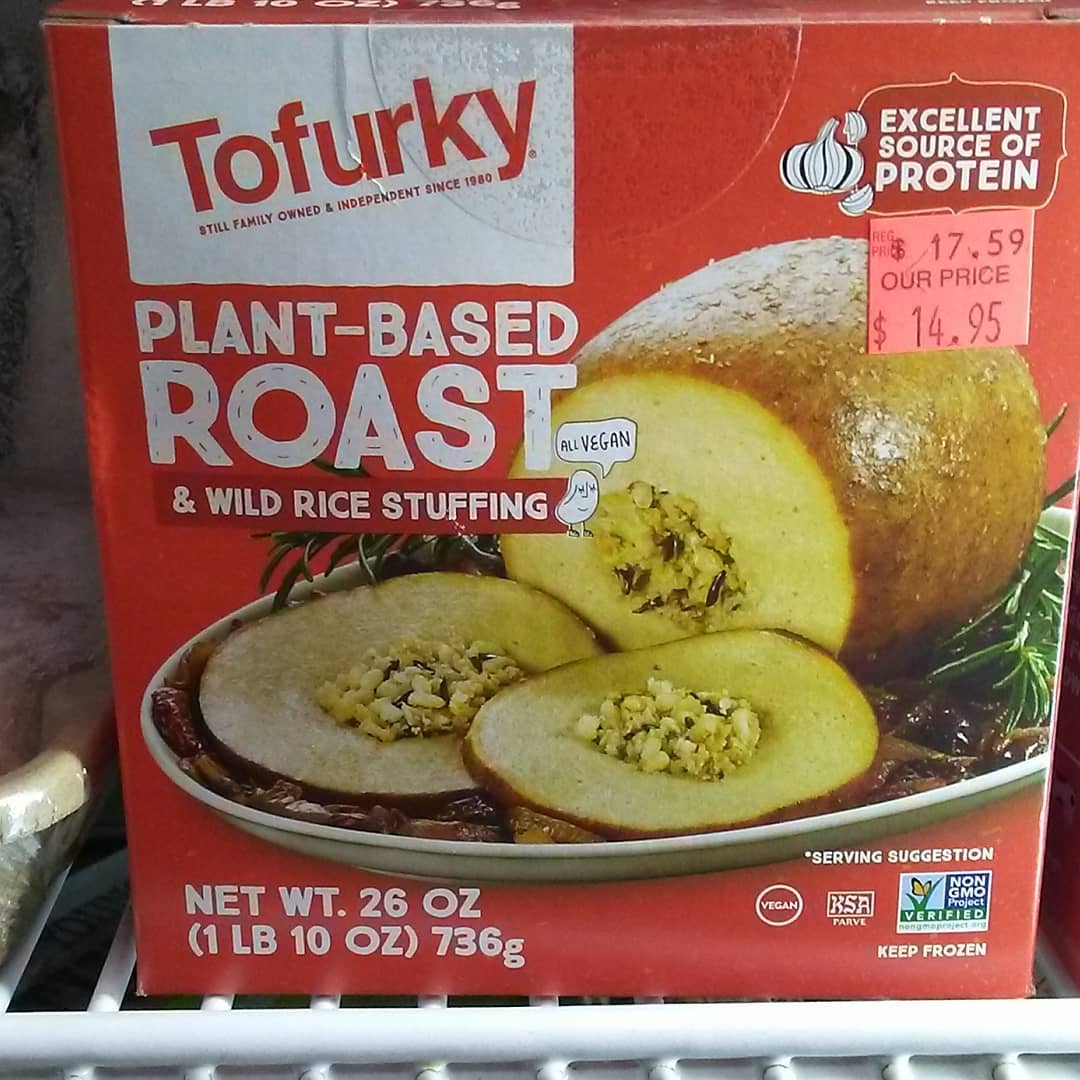 (1 LB 10 OZ) 736g
Tofurky
STILL FAMILY OWNED & INDEPENDENT SINCE 1980
EXCELLENT
SOURCE OF
PROTEIN
REG.
PRICE $ 17.59
OUR PRICE
$ 14.95
PLANT-BASED
ROAST
ALL VEGAN
& WILD RICE STUFFING
*SERVING SUGGESTION
NET WT. 26 OZ
(1 LB 10 OZ) 736g
VEGAN
KSA
PARVE
NON
GMO
Project
VERIFIED
nongmoproject.org
KEEP FROZEN